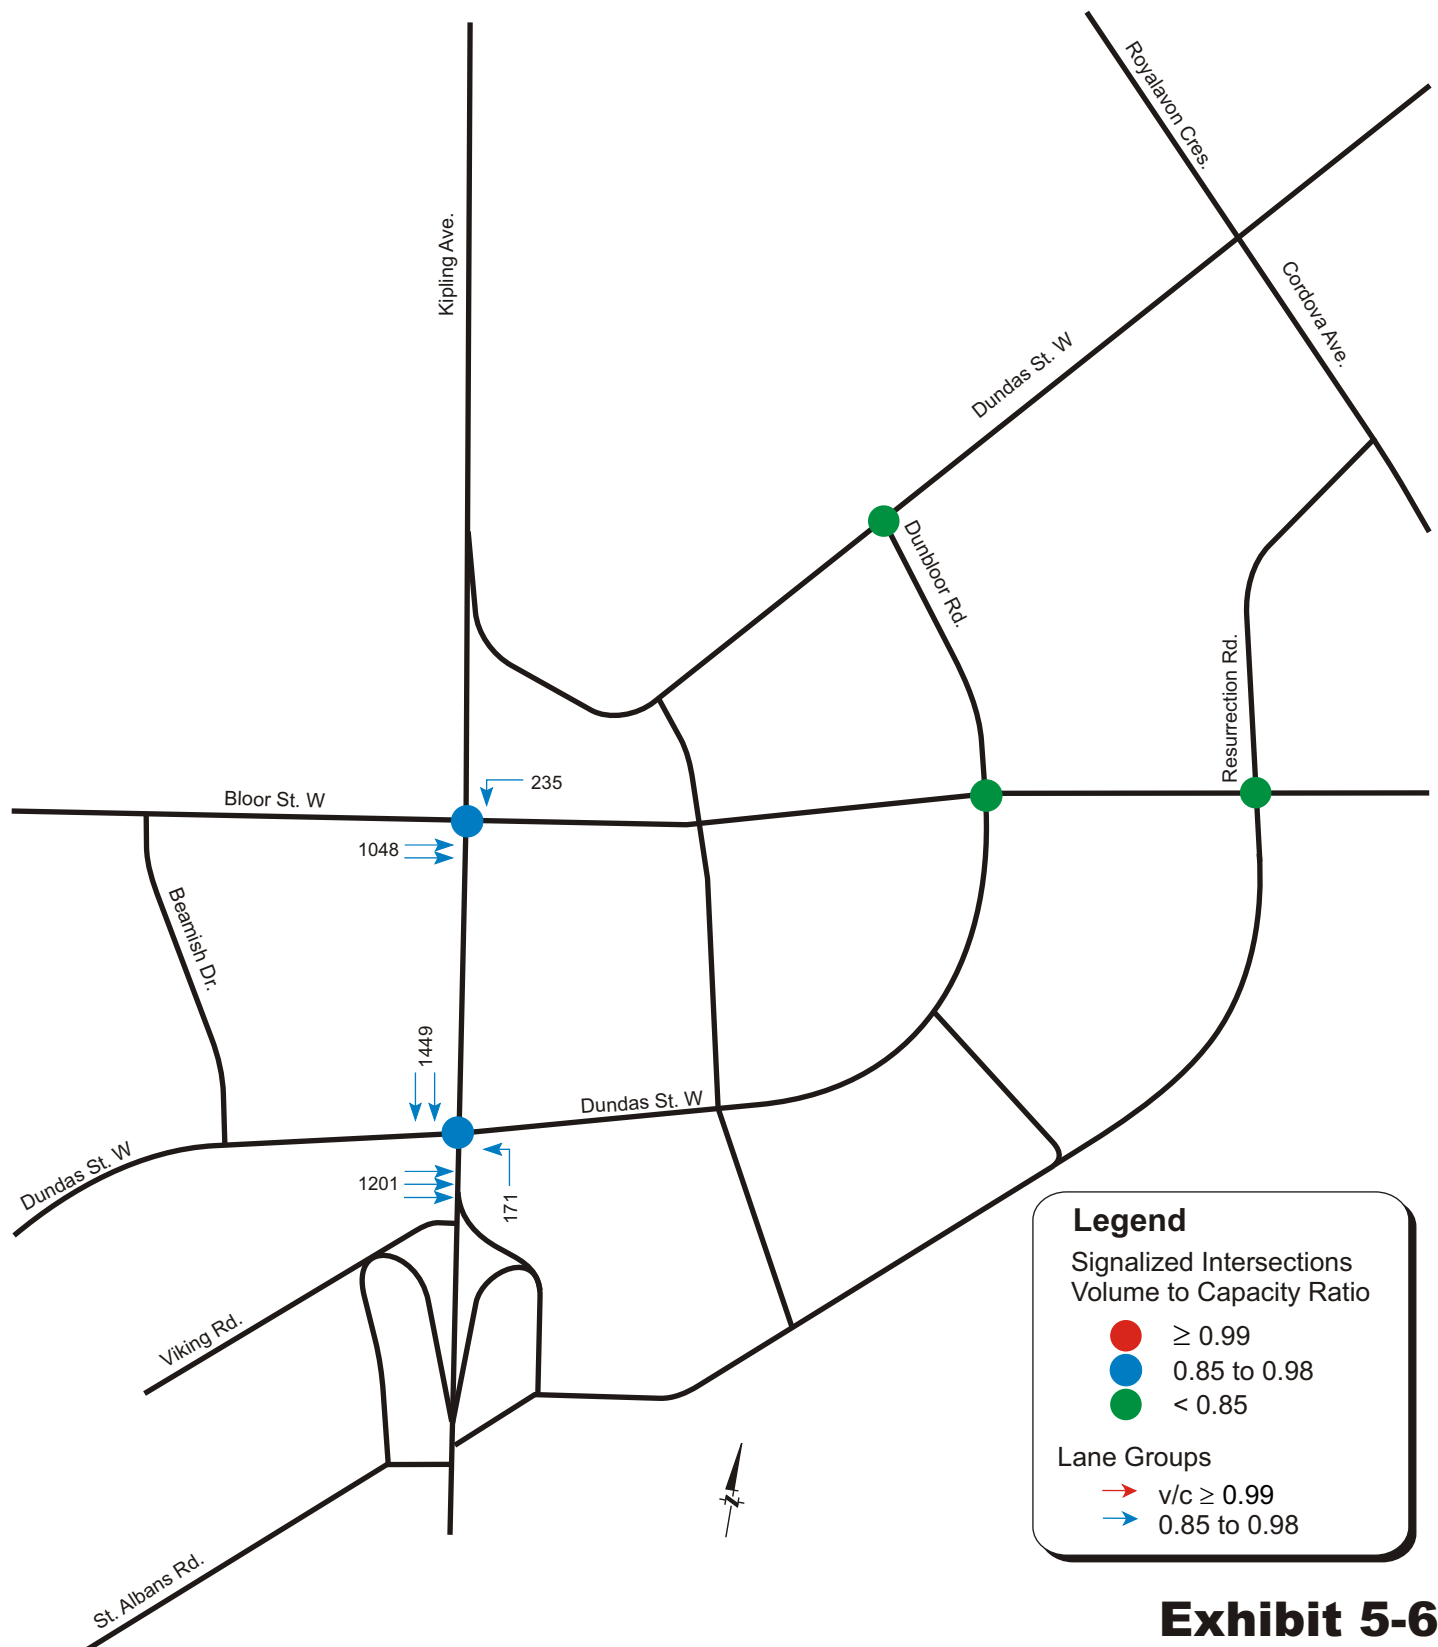 Royalavon Cres.
Kipling Ave.
Cordova Ave.
Dundas St. W
Dunbloor Rd.
Resurrection Rd.
235
Bloor St. W
1048
Beamish Dr.
1449
Dundas St. W
Dundas St. W
1201
171
Viking Rd.
St. Albans Rd.
N
Legend
Signalized Intersections
Volume to Capacity Ratio
≥ 0.99
0.85 to 0.98
< 0.85
Lane Groups
v/c ≥ 0.99
0.85 to 0.98
Exhibit 5-6